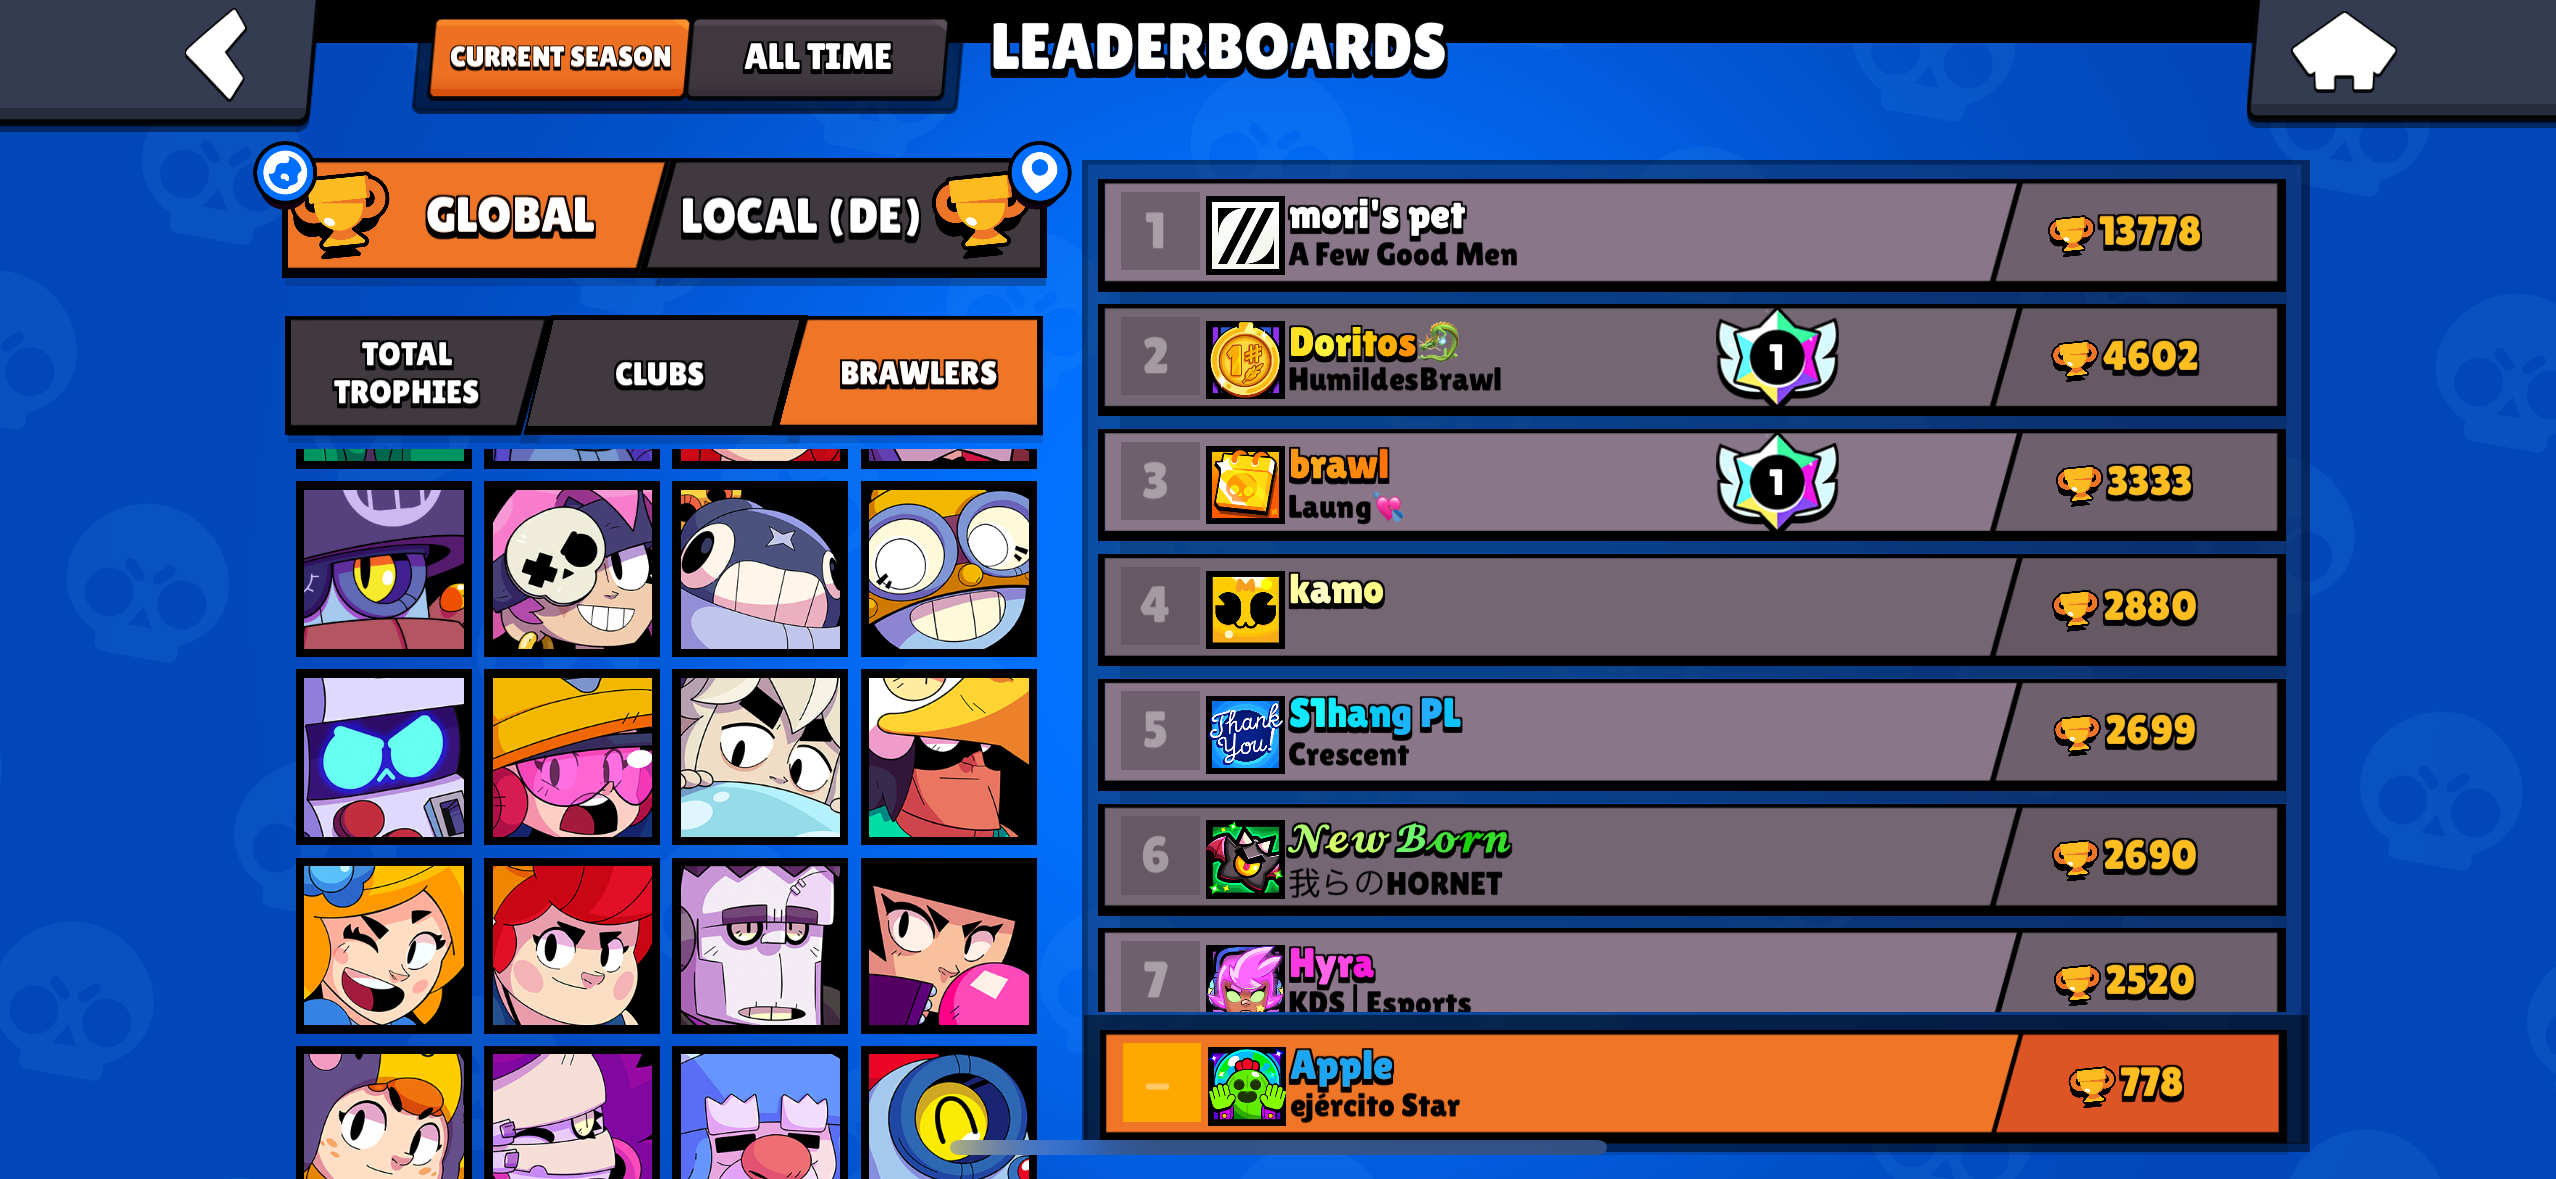 CURRENT SEASON
ALL TIME
LEADERBOARDS
GLOBAL
LOCAL (DE)
TOTAL
TROPHIES
CLUBS
BRAWLERS
1
mori's pet
A Few Good Men
13778
2
1#
Doritos🐉
HumildesBrawl
1
4602
3
brawl
Laung💘
1
3333
4
kamo
2880
5
Thank
You!
S1hang PL
Crescent
2699
6
𝓝𝓮𝔀 𝓑𝓸𝓻𝓷
我らのHORNET
2690
7
Hyra
KDS | Esports
2520
–
Apple
ejército Star
778